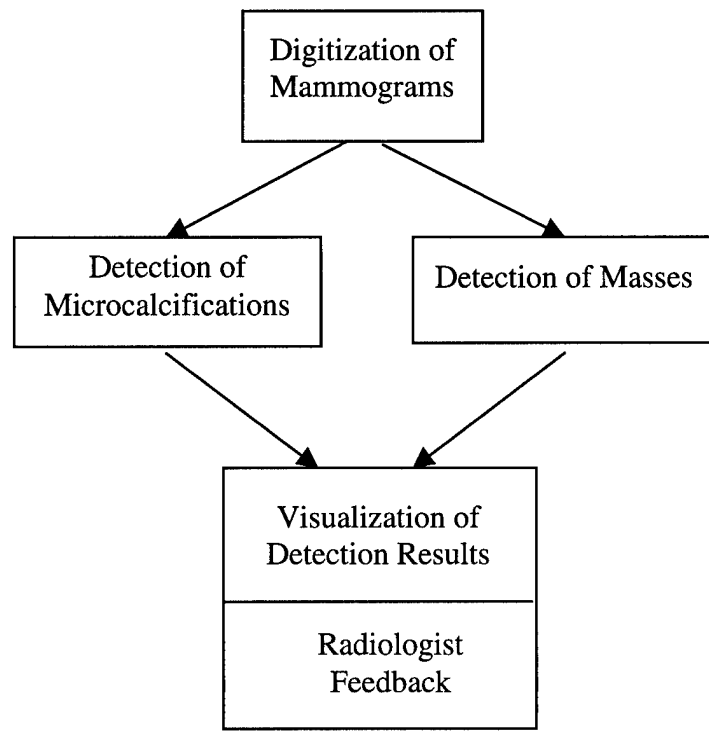 Digitization of
Mammograms
Detection of
Microcalcifications
Detection of Masses
Visualization of
Detection Results
Radiologist
Feedback